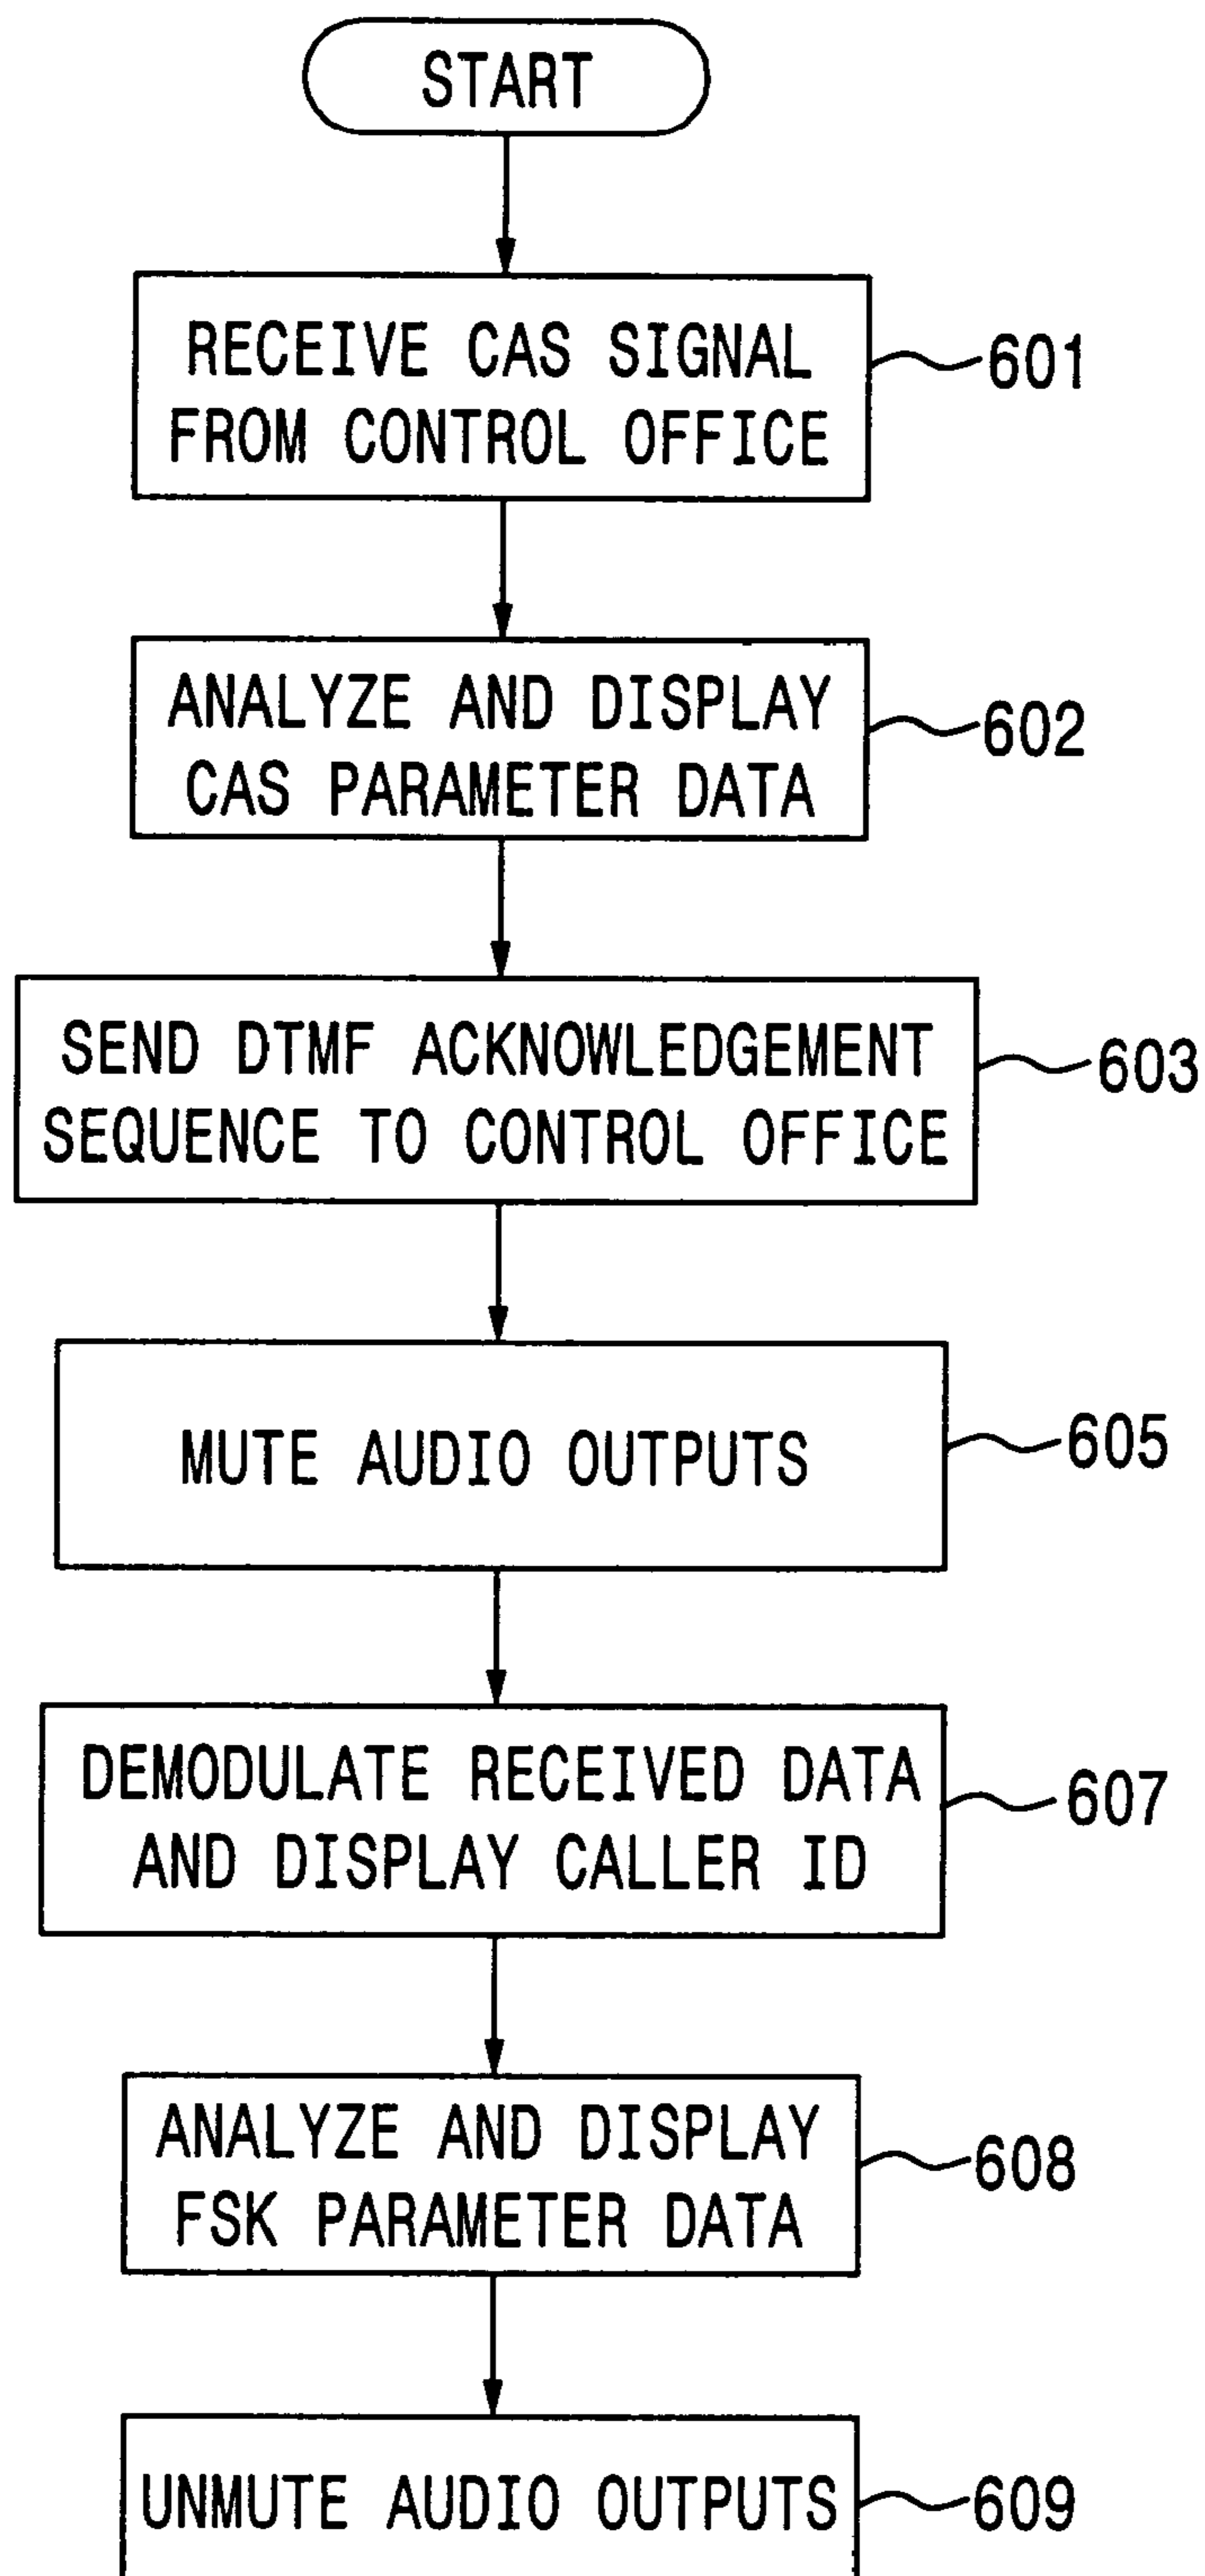 START
RECEIVE CAS SIGNAL
FROM CONTROL OFFICE
601
ANALYZE AND DISPLAY
CAS PARAMETER DATA
602
SEND DTMF ACKNOWLEDGEMENT
SEQUENCE TO CONTROL OFFICE
603
MUTE AUDIO OUTPUTS
605
DEMODULATE RECEIVED DATA
AND DISPLAY CALLER ID
607
ANALYZE AND DISPLAY
FSK PARAMETER DATA
608
UNMUTE AUDIO OUTPUTS
609